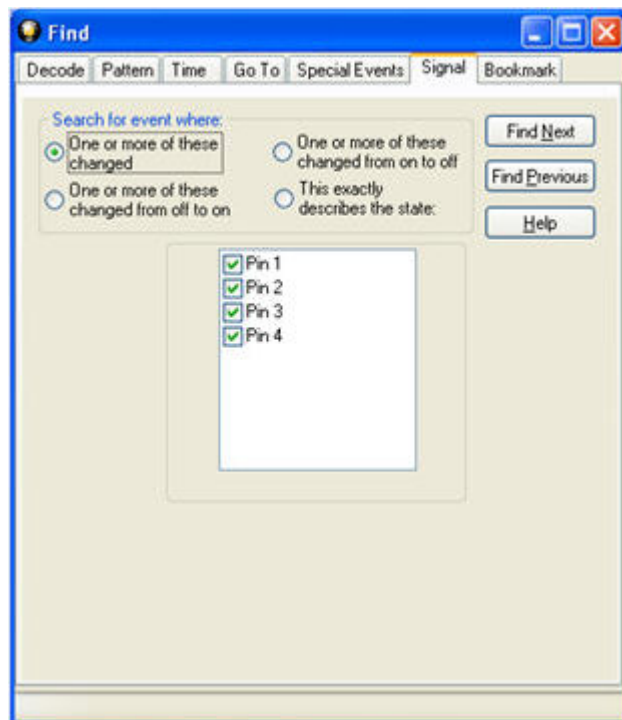 Find
Decode Pattern Time Go To Special Events Signal Bookmark
Search for event where:
One or more of these
changed
One or more of these
changed from on to off
One or more of these
changed from off to on
This exactly
describes the state:
Find Next
Find Previous
Help
Pin 1
Pin 2
Pin 3
Pin 4